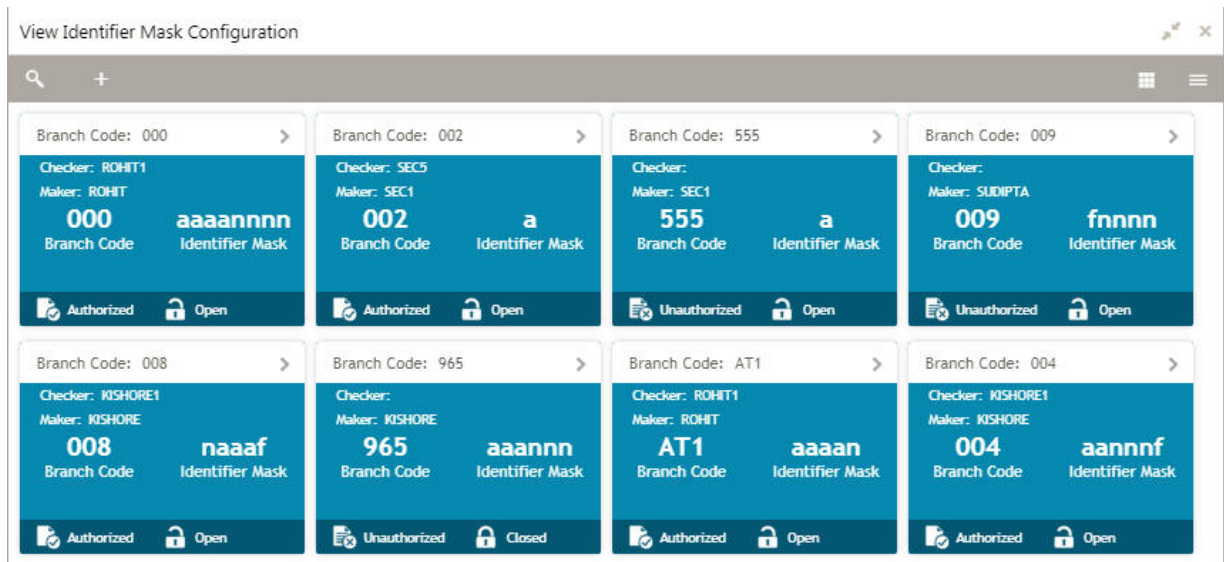 View Identifier Mask Configuration
Branch Code: 000
Checker: ROHIT1
Maker: ROHIT
000 aaaannnn
Branch Code Identifier Mask
Authorized Open
Branch Code: 002
Checker: SEC5
Maker: SEC1
002 a
Branch Code Identifier Mask
Authorized Open
Branch Code: 555
Checker:
Maker: SEC1
555 a
Branch Code Identifier Mask
Unauthorized Open
Branch Code: 009
Checker:
Maker: SUDIPTA
009 fnnnn
Branch Code Identifier Mask
Unauthorized Open
Branch Code: 008
Checker: KISHORE1
Maker: KISHORE
008 naaaf
Branch Code Identifier Mask
Authorized Open
Branch Code: 965
Checker:
Maker: KISHORE
965 aaannn
Branch Code Identifier Mask
Unauthorized Closed
Branch Code: AT1
Checker: ROHIT1
Maker: ROHIT
AT1 aaaan
Branch Code Identifier Mask
Authorized Open
Branch Code: 004
Checker: KISHORE1
Maker: KISHORE
004 aannnf
Branch Code Identifier Mask
Authorized Open